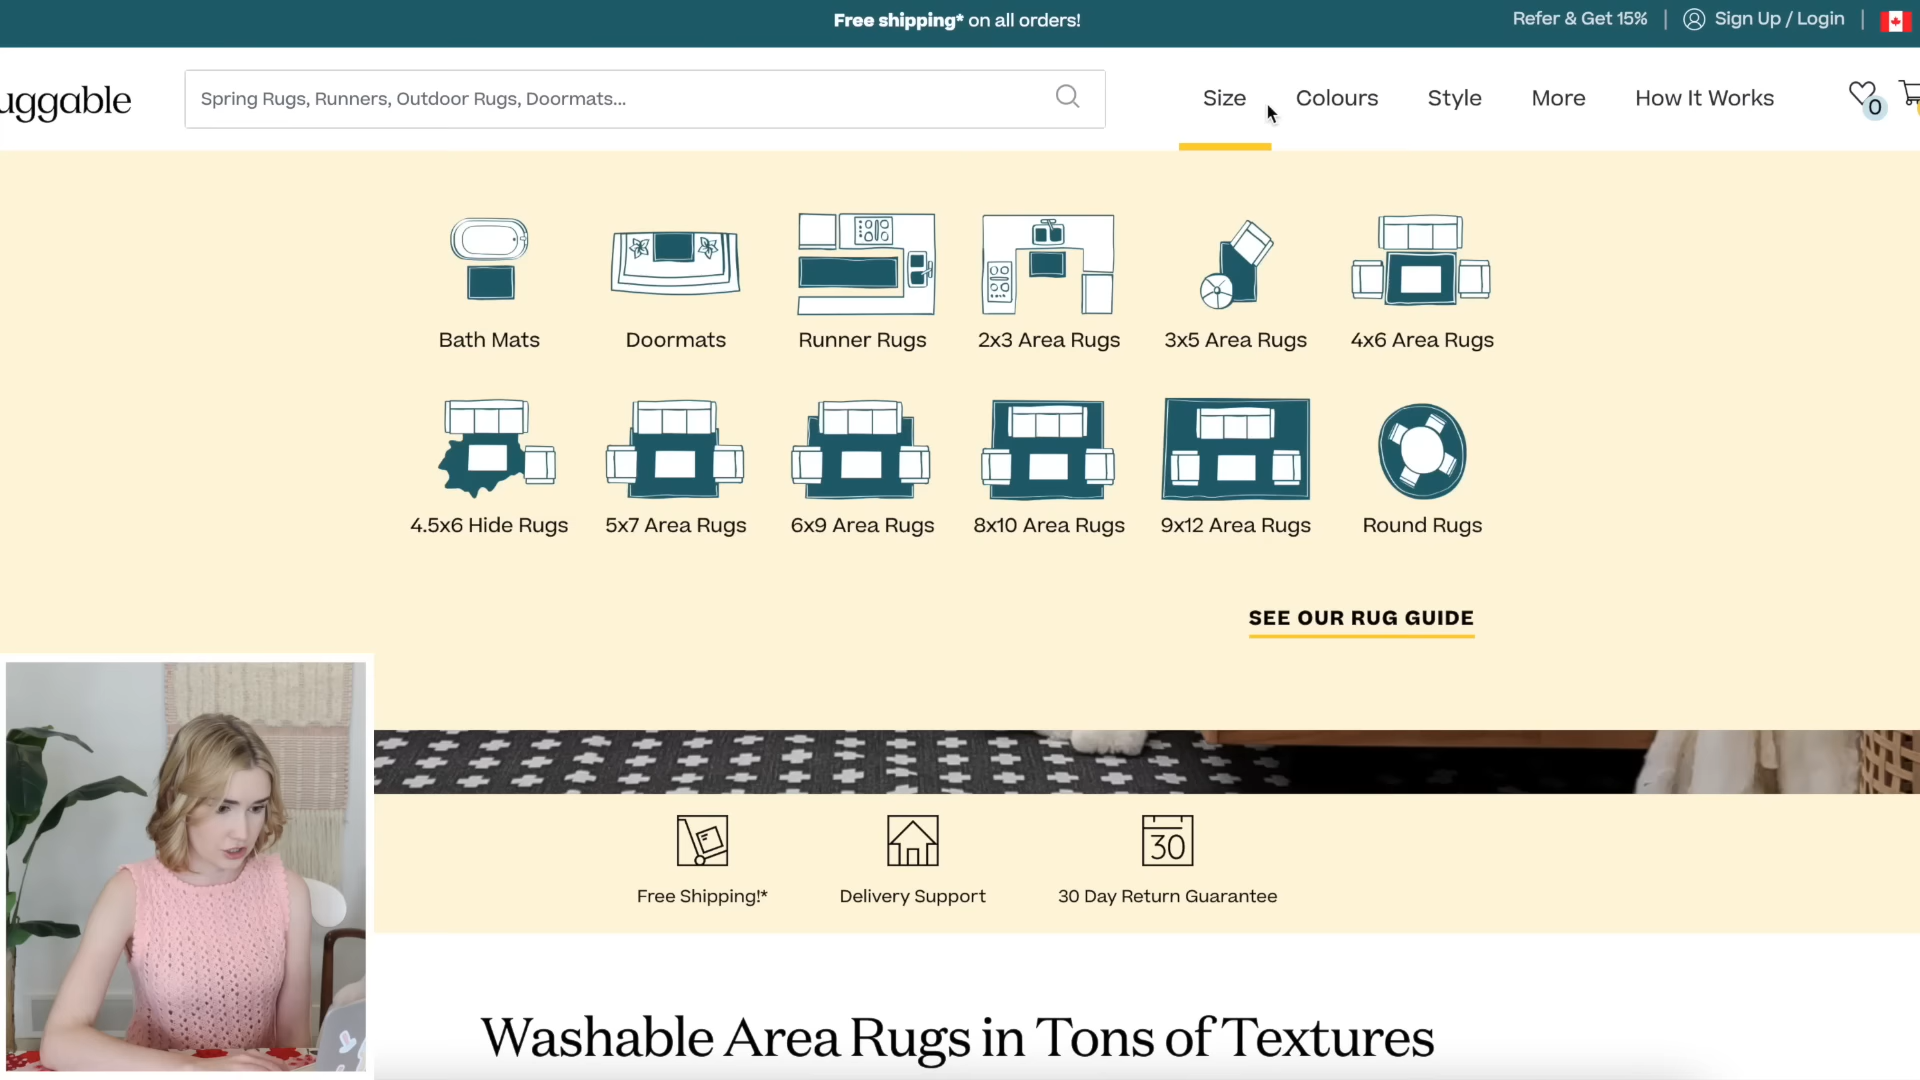 Free shipping* on all orders!
Refer & Get 15%
Sign Up / Login
uggable
Spring Rugs, Runners, Outdoor Rugs, Doormats...
Size
Colours
Style
More
How It Works
0
Bath Mats
Doormats
Runner Rugs
2x3 Area Rugs
3x5 Area Rugs
4x6 Area Rugs
4.5x6 Hide Rugs
5x7 Area Rugs
6x9 Area Rugs
8x10 Area Rugs
9x12 Area Rugs
Round Rugs
SEE OUR RUG GUIDE
30
Free Shipping!*
Delivery Support
30 Day Return Guarantee
Washable Area Rugs in Tons of Textures